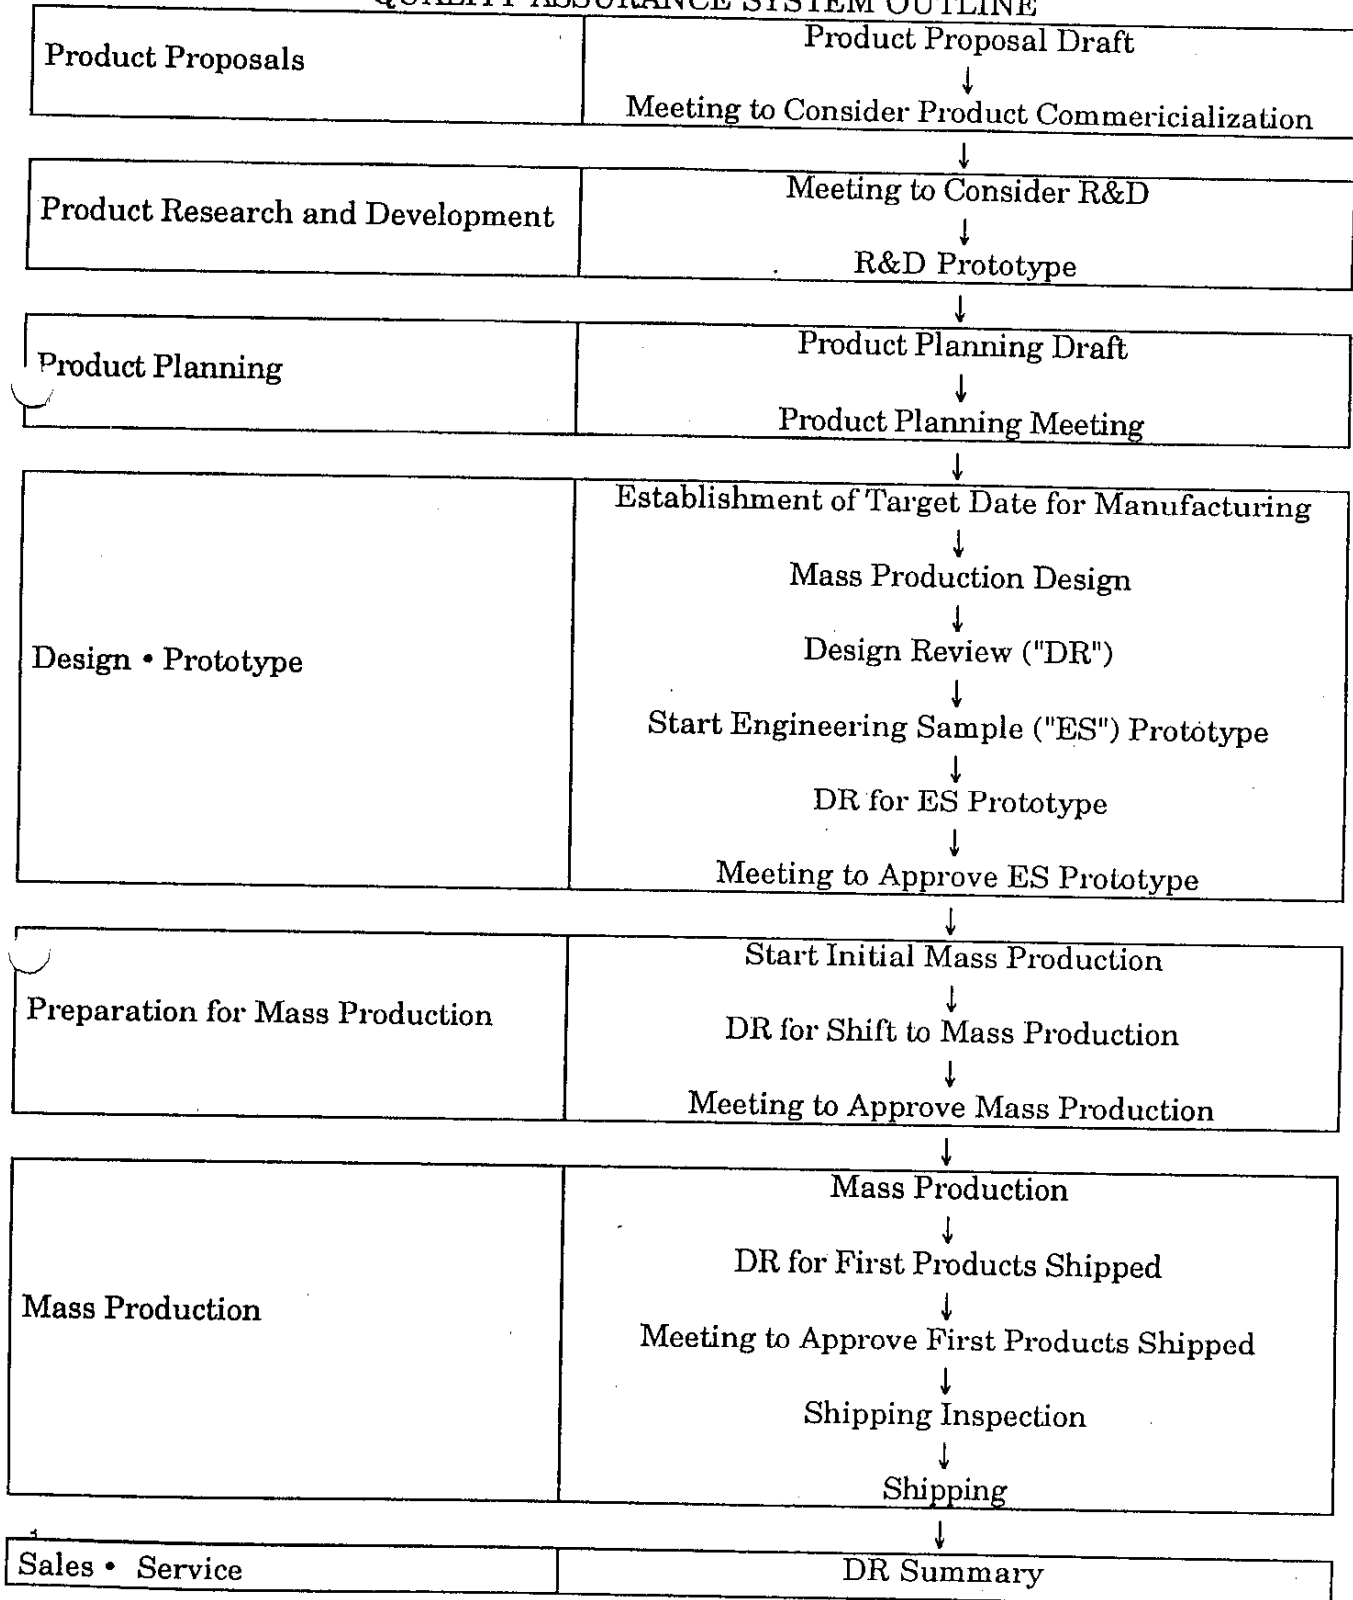 QUALITY ASSURANCE SYSTEM OUTLINE
Product Proposals
Product Proposal Draft
↓
Meeting to Consider Product Commericialization
↓
Product Research and Development
Meeting to Consider R&D
↓
R&D Prototype
↓
Product Planning
Product Planning Draft
↓
Product Planning Meeting
↓
Design • Prototype
Establishment of Target Date for Manufacturing
↓
Mass Production Design
↓
Design Review ("DR")
↓
Start Engineering Sample ("ES") Prototype
↓
DR for ES Prototype
↓
Meeting to Approve ES Prototype
↓
Preparation for Mass Production
Start Initial Mass Production
↓
DR for Shift to Mass Production
↓
Meeting to Approve Mass Production
↓
Mass Production
Mass Production
↓
DR for First Products Shipped
↓
Meeting to Approve First Products Shipped
↓
Shipping Inspection
↓
Shipping
↓
Sales • Service
DR Summary